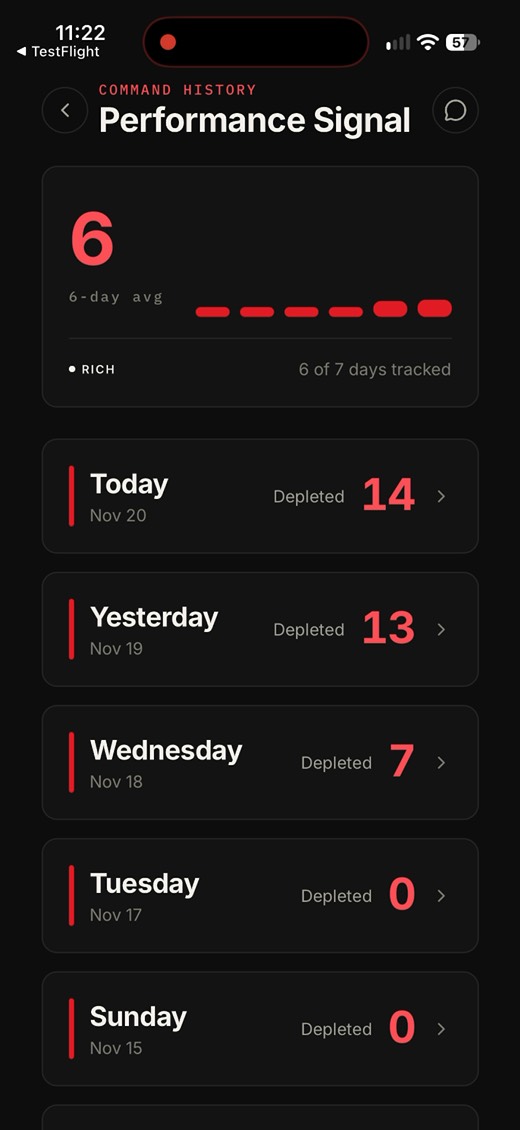 11:22
57
◀ TestFlight
COMMAND HISTORY
Performance Signal
6
6-day avg
RICH
6 of 7 days tracked
Today
Nov 20
Depleted 14
Yesterday
Nov 19
Depleted 13
Wednesday
Nov 18
Depleted 7
Tuesday
Nov 17
Depleted 0
Sunday
Nov 15
Depleted 0